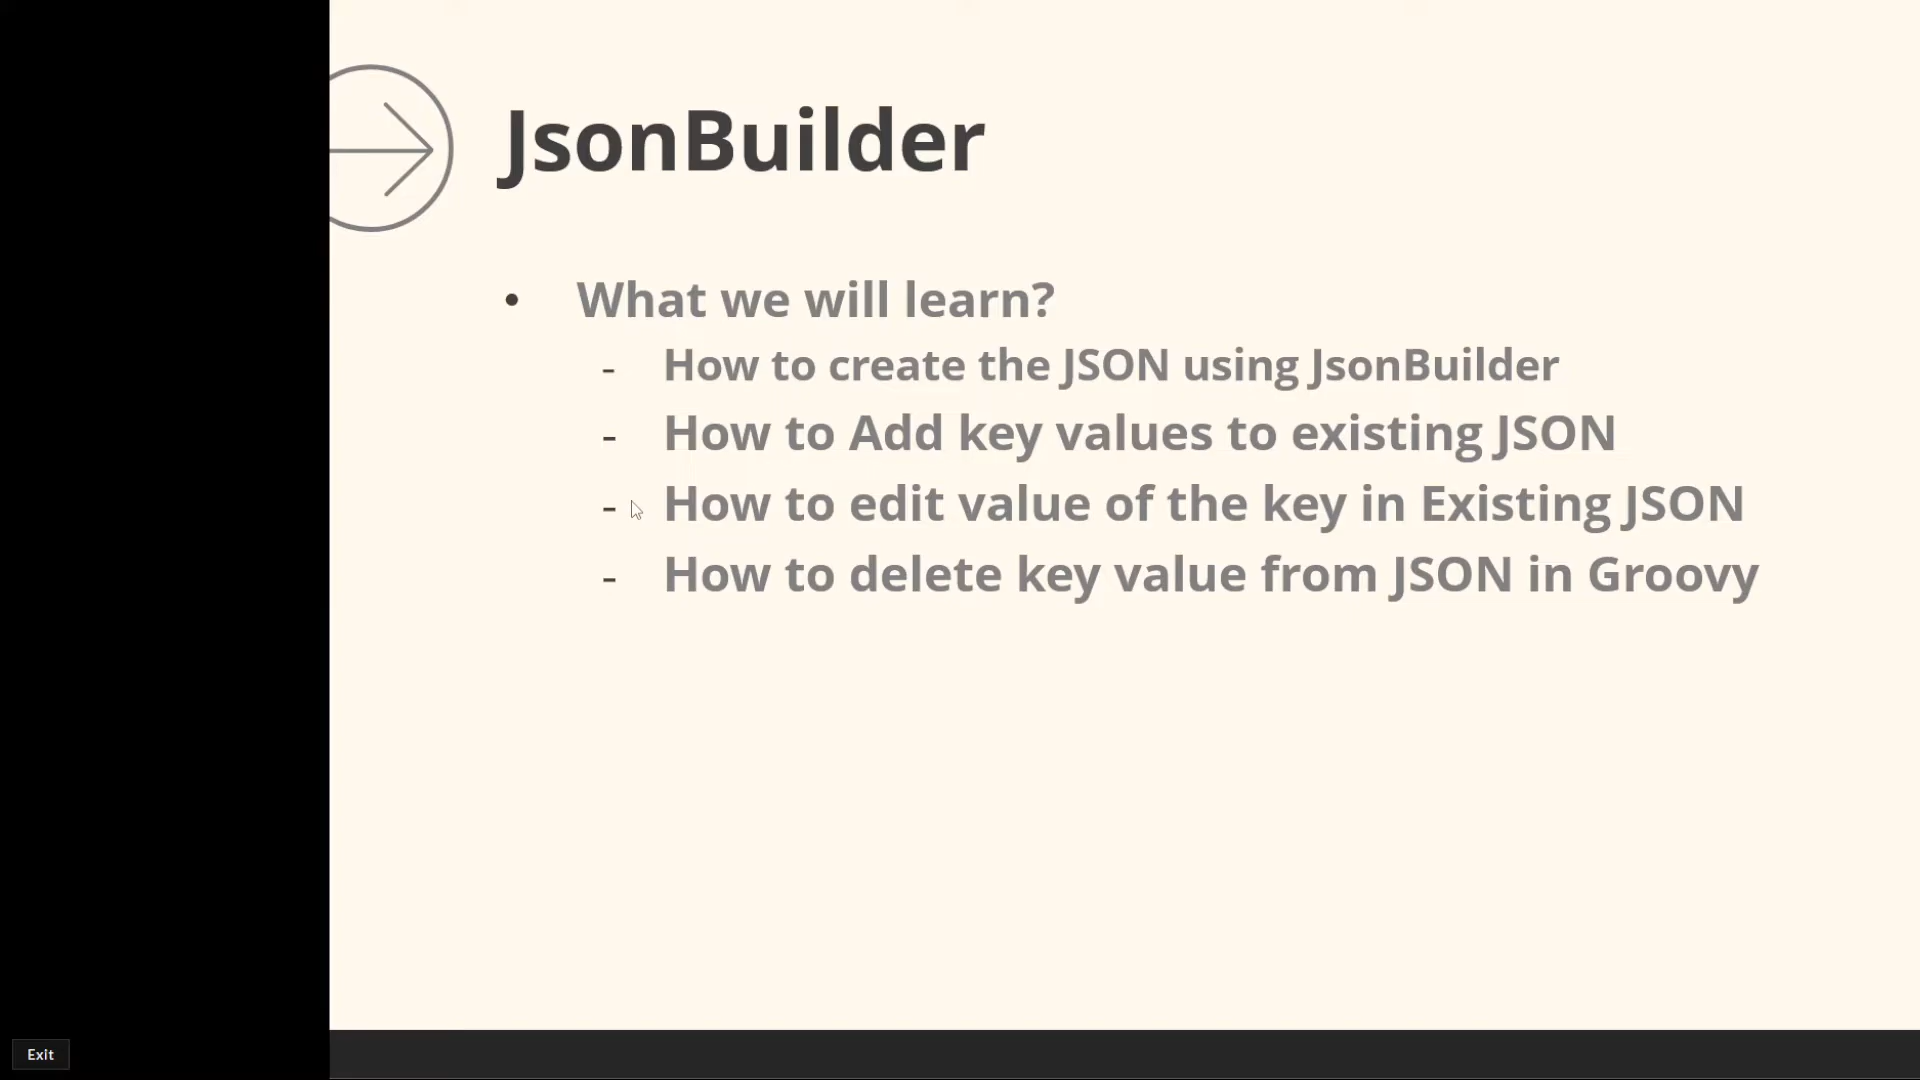 JsonBuilder
• What we will learn?
- How to create the JSON using JsonBuilder
- How to Add key values to existing JSON
- How to edit value of the key in Existing JSON
- How to delete key value from JSON in Groovy
Exit